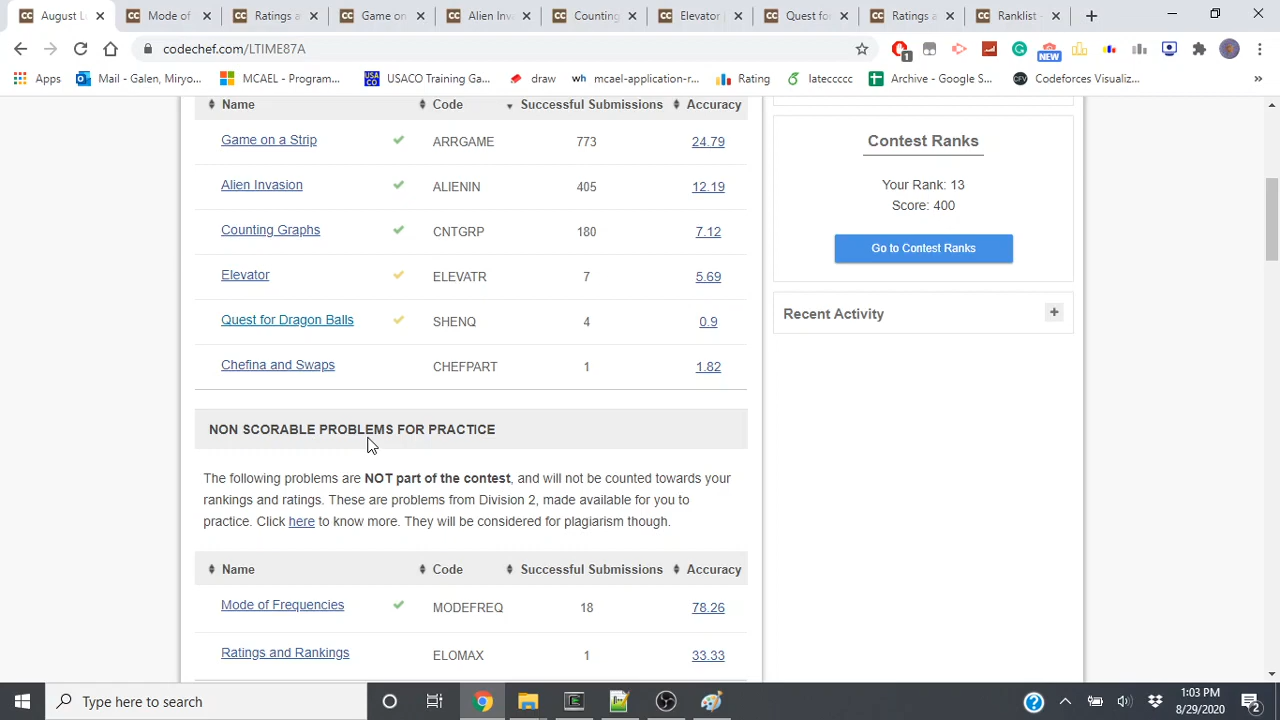 August L
Mode of
Ratings a
Game on
Alien Inv
Counting
Elevator
Quest for
Ratings a
Ranklist -
codechef.com/LTIME87A
1
NEW
Apps
Mail - Galen, Miryo...
MCAEL - Program...
USACO Training Ga...
draw
wh mcaelapplication-r...
Rating
lateccccc
Archive - Google S...
Codeforces Visualiz...
»
Name Code Successful Submissions Accuracy
Game on a Strip ARRGAME 773 24.79
Alien Invasion ALIENIN 405 12.19
Counting Graphs CNTGRP 180 7.12
Elevator ELEVATR 7 5.69
Quest for Dragon Balls SHENQ 4 0.9
Chefina and Swaps CHEFPART 1 1.82
NON SCORABLE PROBLEMS FOR PRACTICE
The following problems are NOT part of the contest, and will not be counted towards your
rankings and ratings. These are problems from Division 2, made available for you to
practice. Click here to know more. They will be considered for plagiarism though.
Name Code Successful Submissions Accuracy
Mode of Frequencies MODEFREQ 18 78.26
Ratings and Rankings ELOMAX 1 33.33
Contest Ranks
Your Rank: 13
Score: 400
Go to Contest Ranks
Recent Activity +
Type here to search
1:03 PM
8/29/2020
2